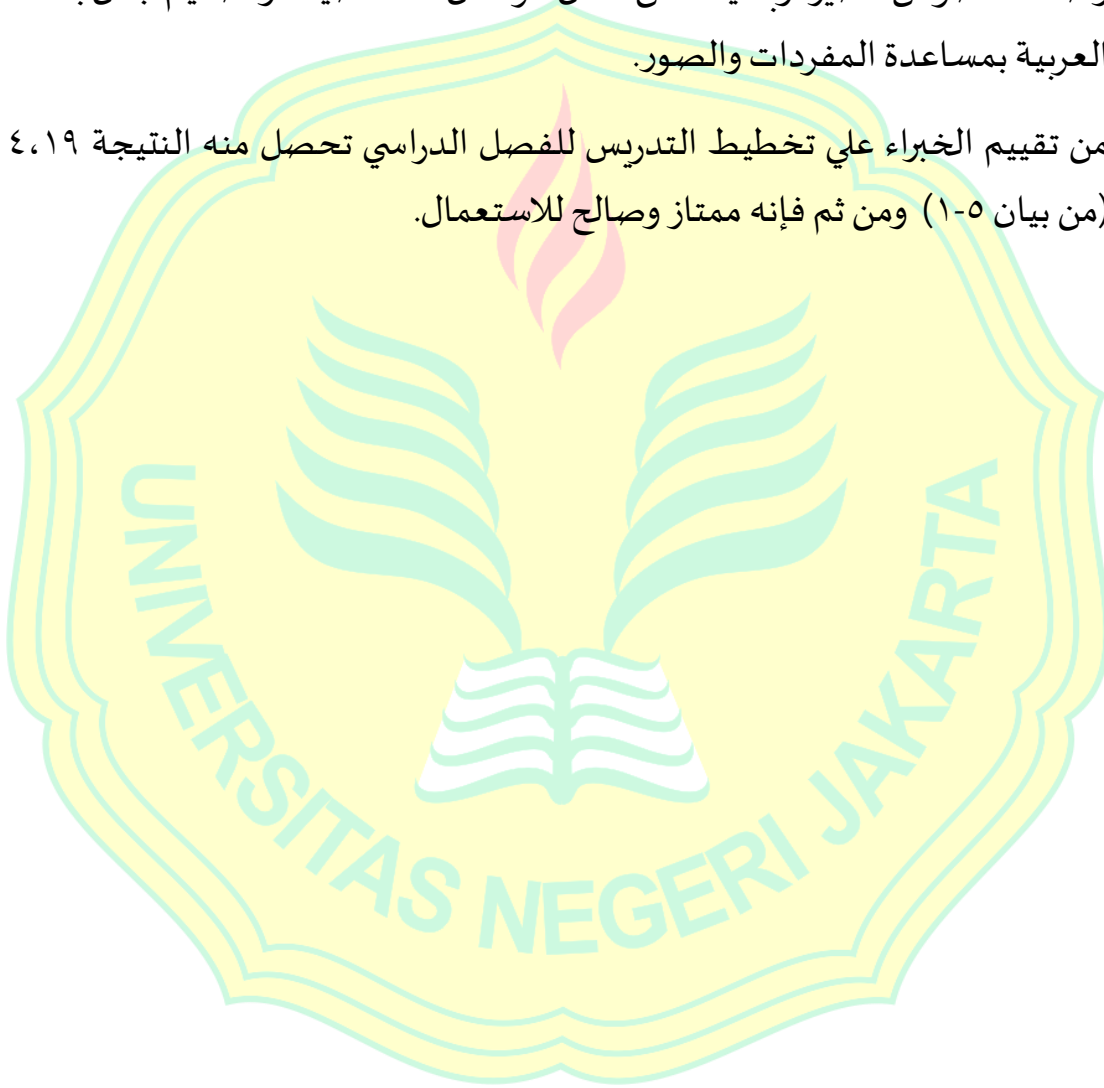 العربية بمساعدة المفردات والصور.
من تقييم الخبراء علي تخطيط التدريس للفصل الدراسي تحصل منه النتيجة ٤،١٩
(من بيان ٥-١) ومن ثم فإنه ممتاز وصالح للاستعمال.
UNIVERSITAS NEGERI JAKARTA